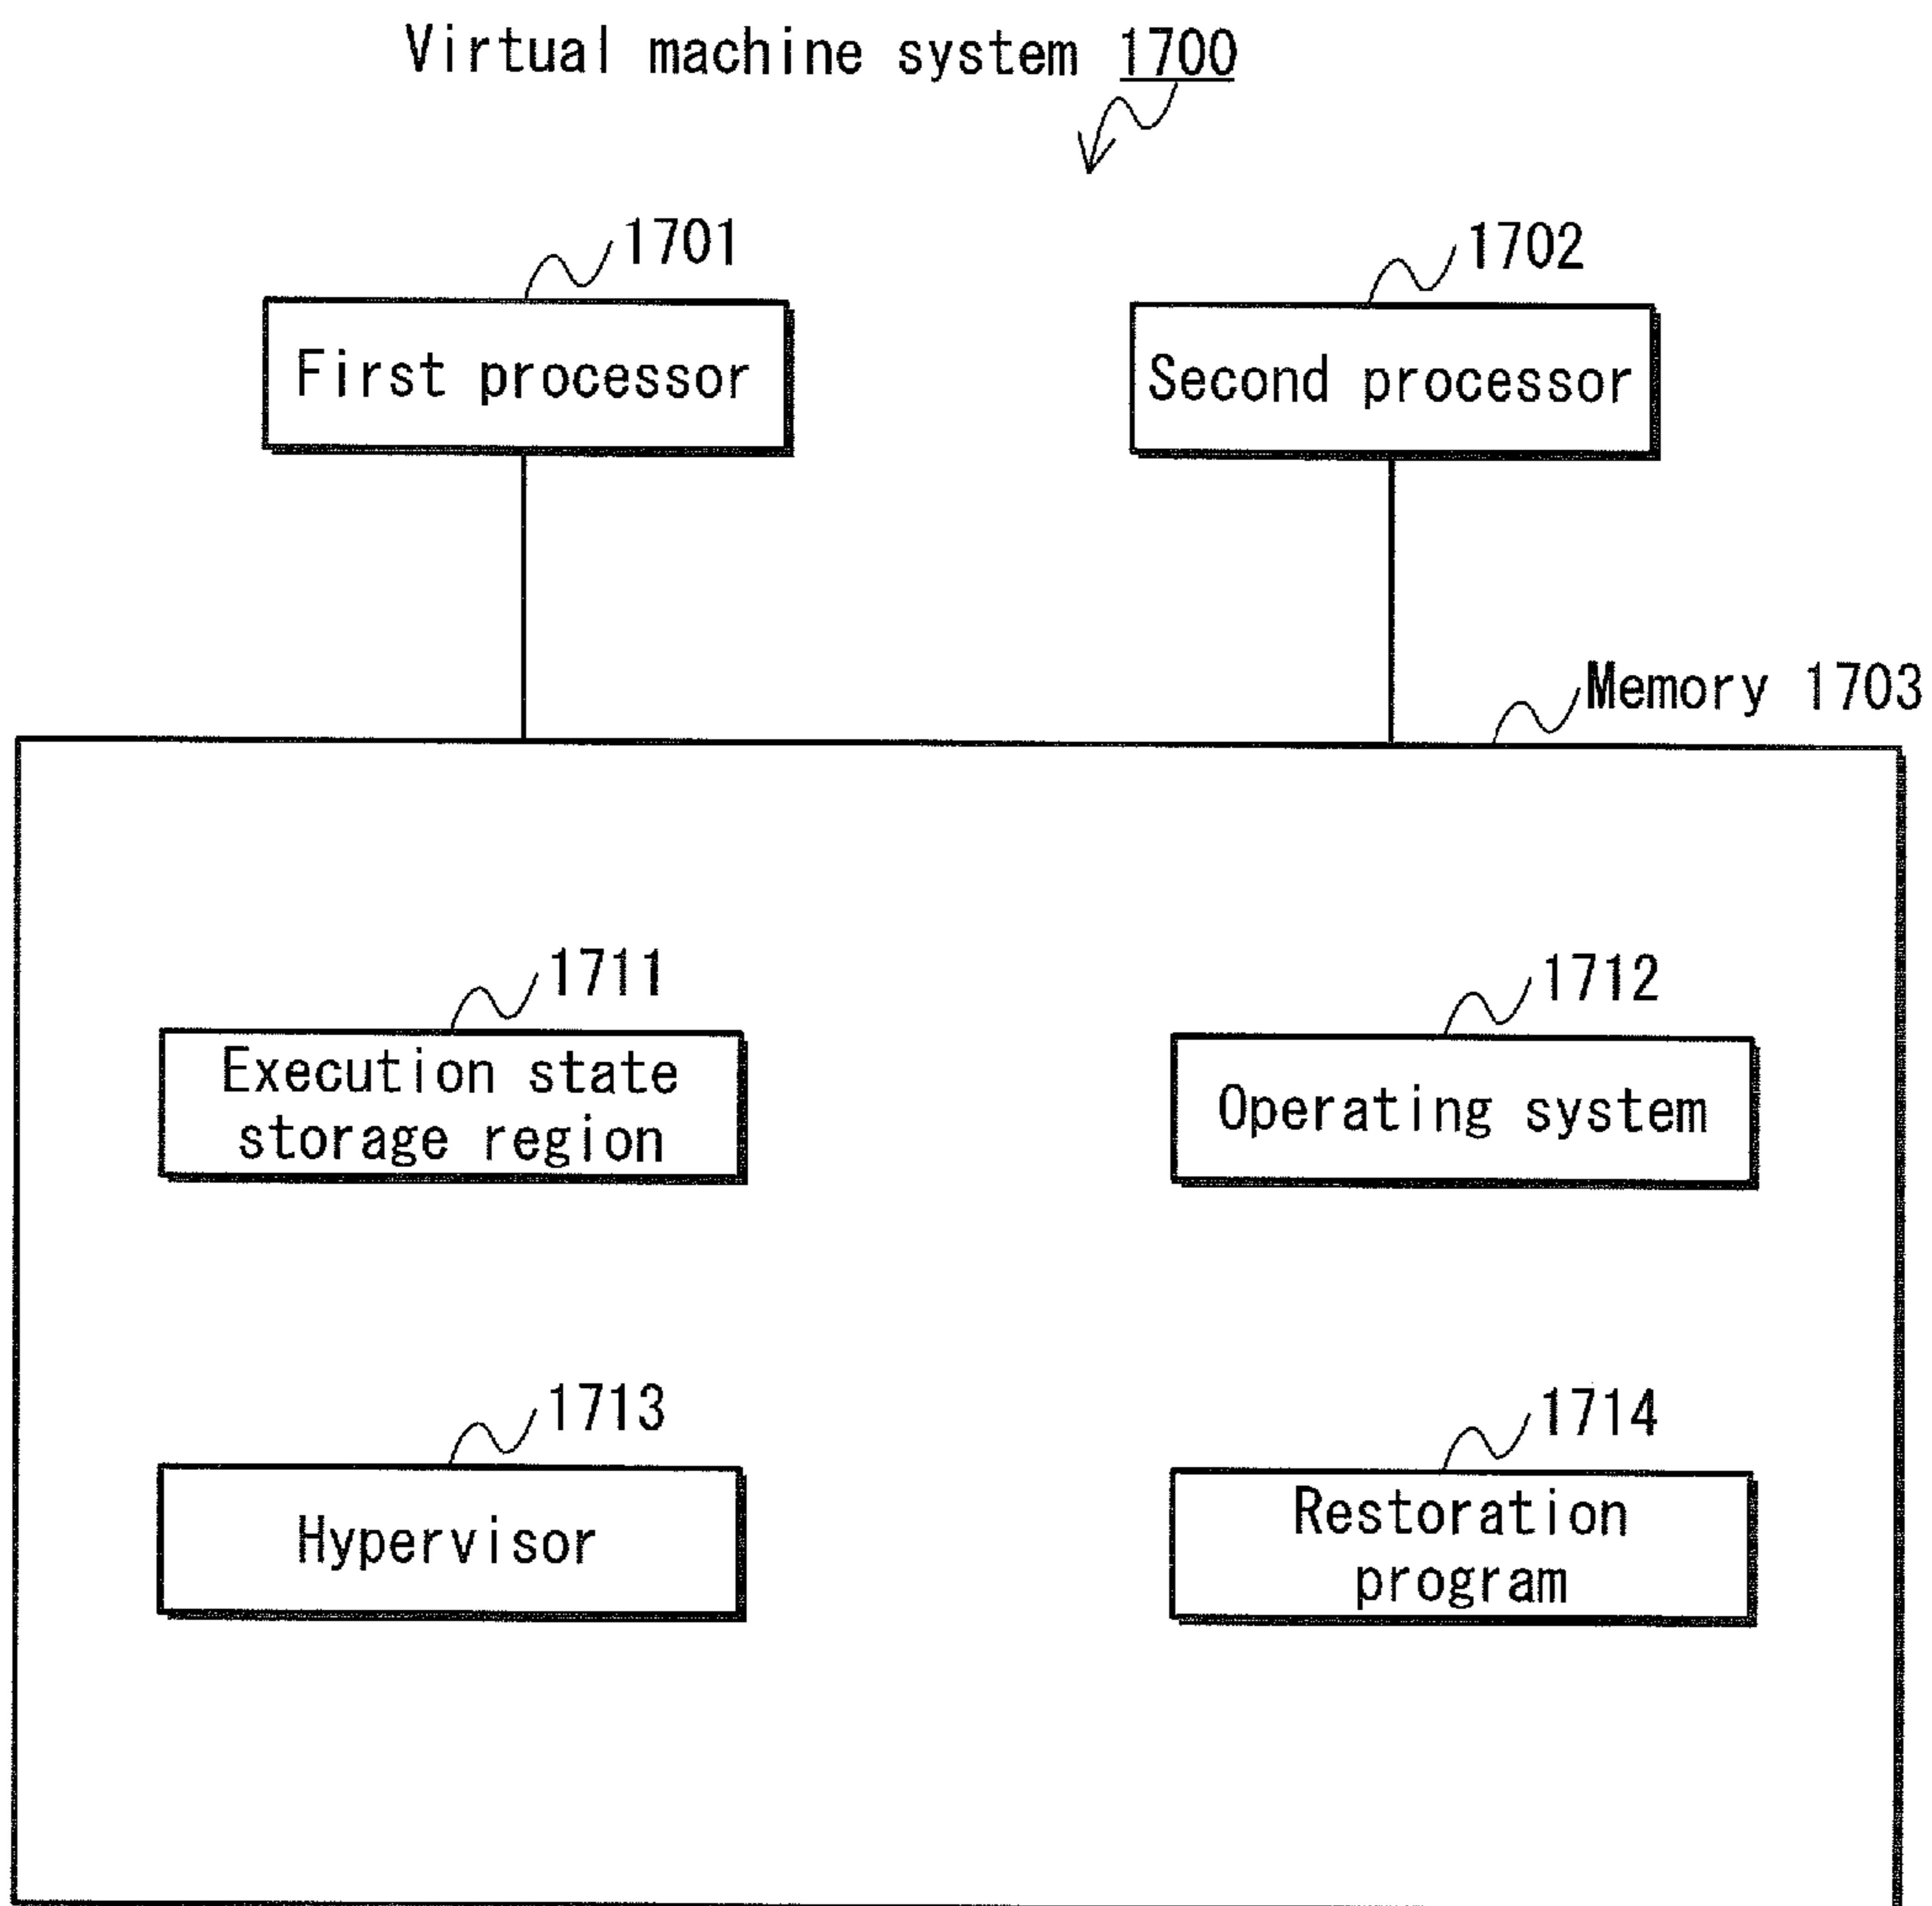 Virtual machine system 1700
1701
1702
First processor
Second processor
Memory 1703
1711
1712
Execution state
storage region
Operating system
1713
1714
Hypervisor
Restoration
program